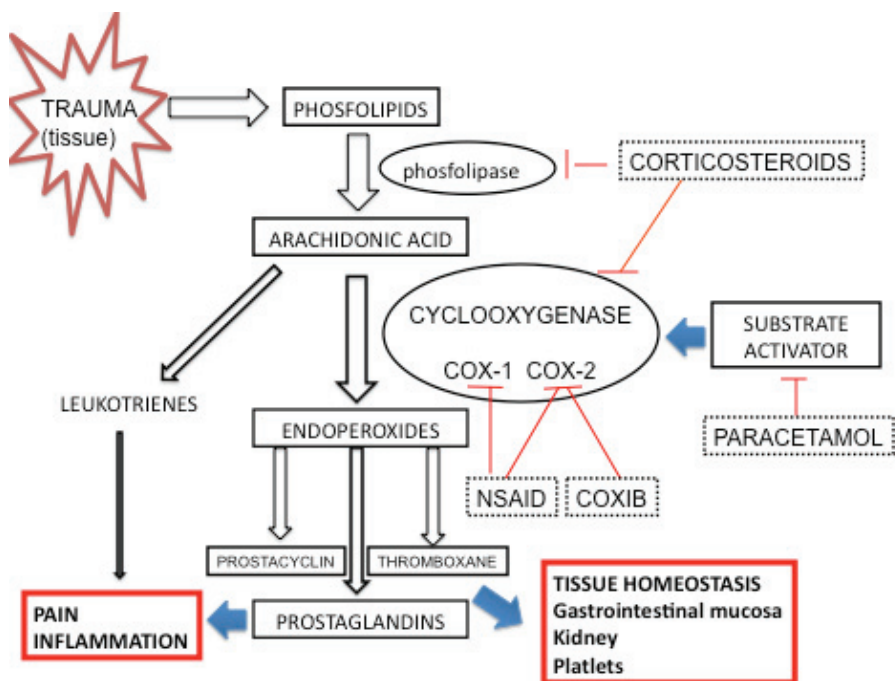 TRAUMA
(tissue)
PHOSFOLIPIDS
phosfolipase
CORTICOSTEROIDS
ARACHIDONIC ACID
CYCLOOXYGENASE
COX-1 COX-2
SUBSTRATE
ACTIVATOR
LEUKOTRIENES
ENDOPEROXIDES
PARACETAMOL
NSAID
COXIB
PROSTACYCLIN
THROMBOXANE
PAIN
INFLAMMATION
PROSTAGLANDINS
TISSUE HOMEOSTASIS
Gastrointestinal mucosa
Kidney
Platlets